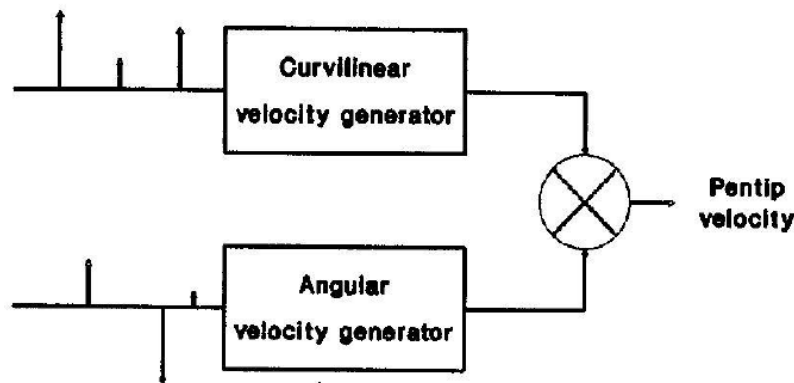 Curvilinear
velocity generator
Pentip
velocity
Angular
velocity generator